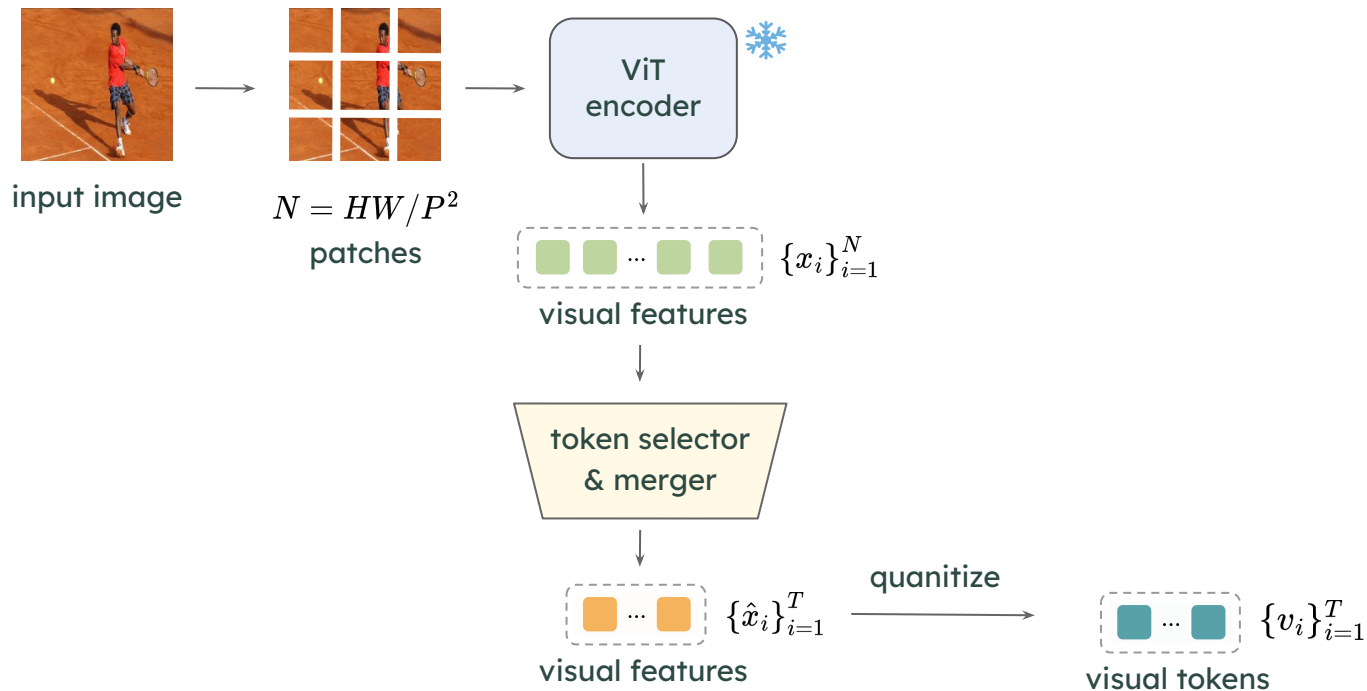 input image
N = HW/P²
patches
ViT
encoder
... 
{x_i}_{i=1}^N
visual features
token selector
& merger
...
{x̂_i}_{i=1}^T
visual features
quanitize
...
{v_i}_{i=1}^T
visual tokens